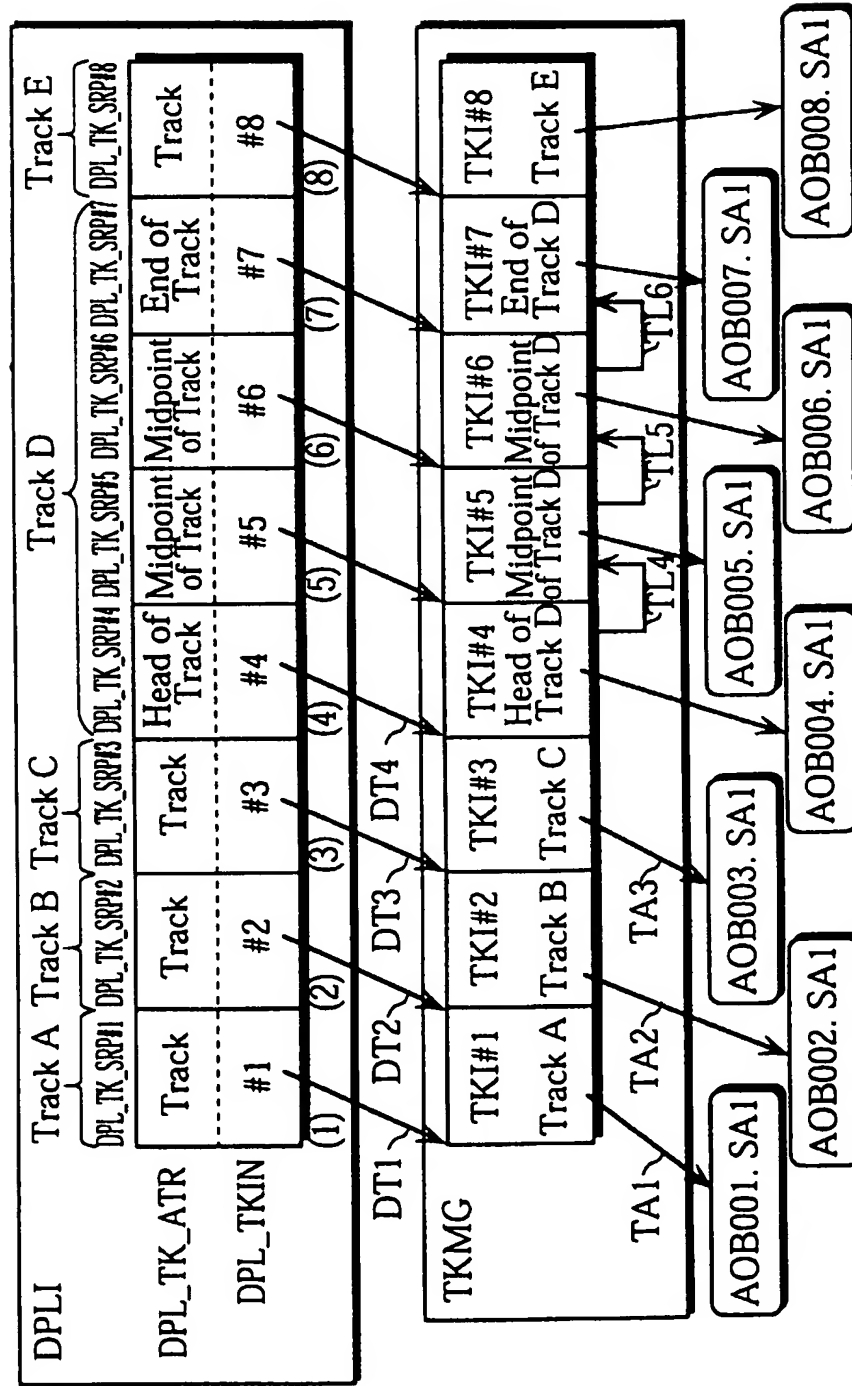 DPLI
Track A
Track B
Track C
Track D
Track E
DPL_TK_SRP#1
DPL_TK_SRP#2
DPL_TK_SRP#3
DPL_TK_SRP#4
DPL_TK_SRP#5
DPL_TK_SRP#6
DPL_TK_SRP#7
DPL_TK_SRP#8
DPL_TK_ATR
Track
Track
Track
Head of
Track
Midpoint
of Track
Midpoint
of Track
End of
Track
Track
DPL_TKIN
#1
#2
#3
#4
#5
#6
#7
#8
(1)
(2)
(3)
(4)
(5)
(6)
(7)
(8)
DT1
DT2
DT3
DT4
TKMG
TKI#1
Track A
TKI#2
Track B
TKI#3
Track C
TKI#4
Head of
Track D
TKI#5
Midpoint
of Track D
TKI#6
Midpoint
of Track D
TKI#7
End of
Track D
TKI#8
Track E
TL4
TL5
TL6
TA1
TA2
TA3
AOB001. SA1
AOB002. SA1
AOB003. SA1
AOB004. SA1
AOB005. SA1
AOB006. SA1
AOB007. SA1
AOB008. SA1